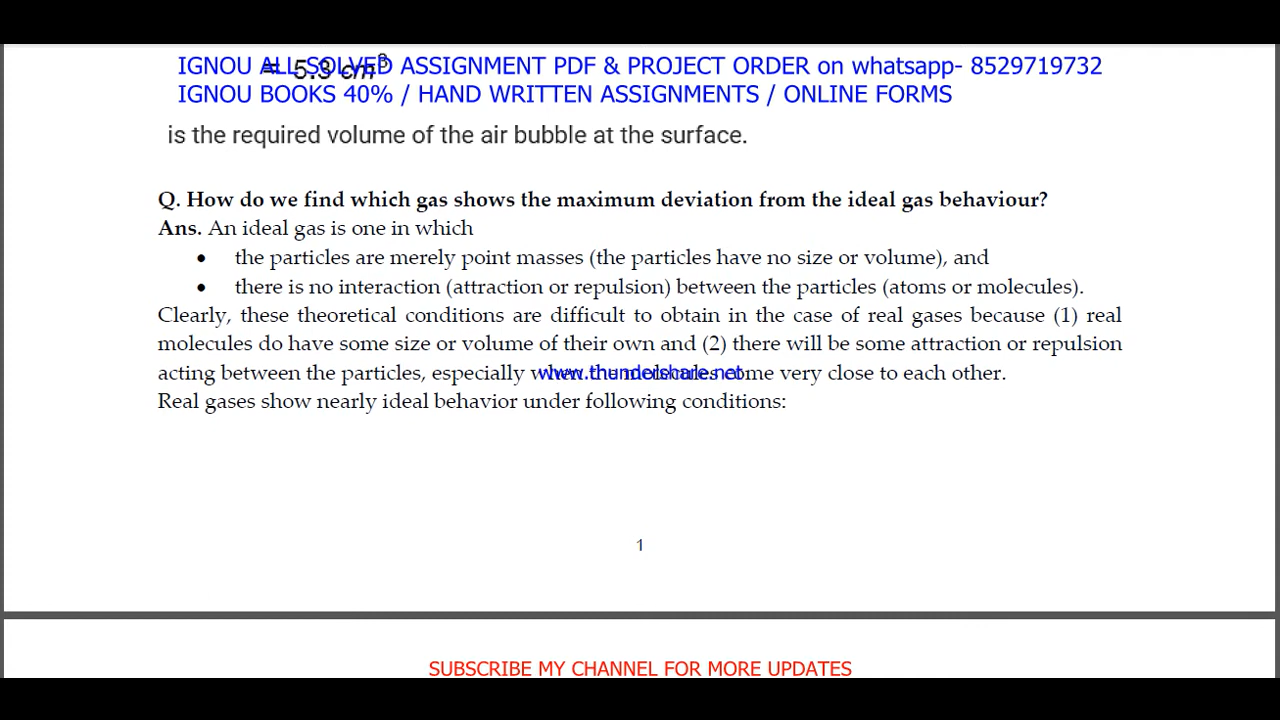 IGNOU ALL SOLVED ASSIGNMENT PDF & PROJECT ORDER on whatsapp- 8529719732
= 5.3 cm³
IGNOU BOOKS 40% / HAND WRITTEN ASSIGNMENTS / ONLINE FORMS
is the required volume of the air bubble at the surface.
Q. How do we find which gas shows the maximum deviation from the ideal gas behaviour?
Ans. An ideal gas is one in which
• the particles are merely point masses (the particles have no size or volume), and
• there is no interaction (attraction or repulsion) between the particles (atoms or molecules).
Clearly, these theoretical conditions are difficult to obtain in the case of real gases because (1) real
molecules do have some size or volume of their own and (2) there will be some attraction or repulsion
acting between the particles, especially when the molecules come very close to each other.
www.thundershare.net
Real gases show nearly ideal behavior under following conditions:
1
SUBSCRIBE MY CHANNEL FOR MORE UPDATES